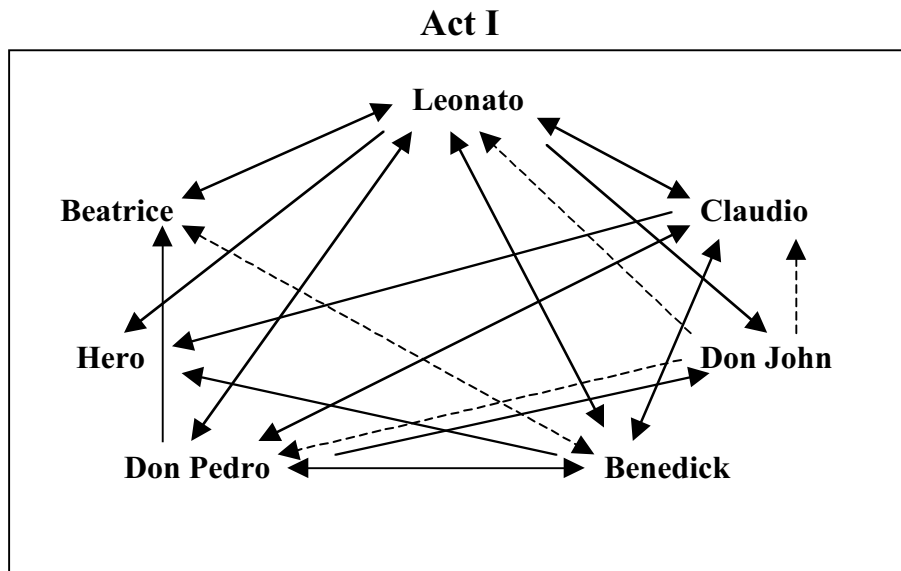 Act I
Leonato
Beatrice
Claudio
Hero
Don John
Don Pedro
Benedick